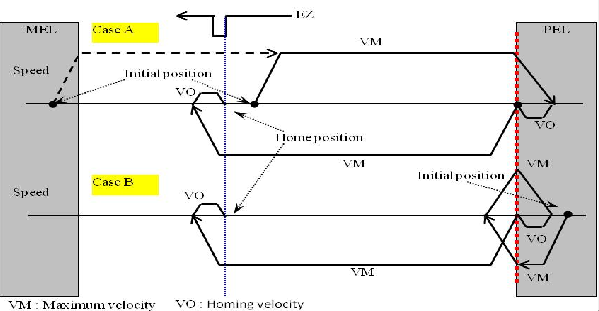 EZ
MEL
Case A
VM
PEL
Speed
Initial position
VO
VO
Home position
VM
VM
Case B
Initial position
Speed
VO
VO
VM
VM
VM : Maximum velocity VO : Homing velocity